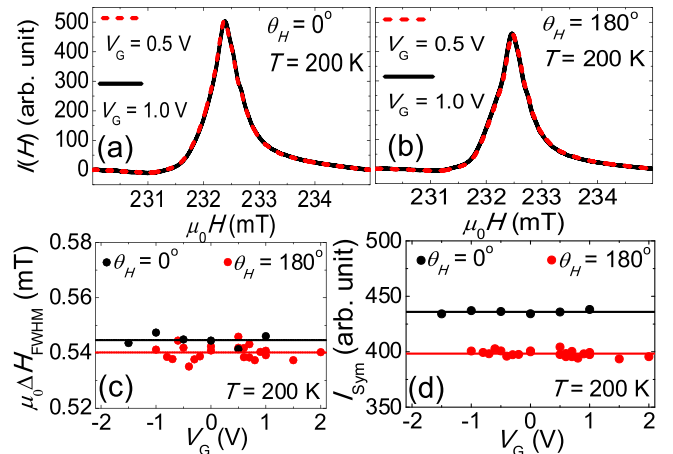 500
400
300
200
100
0
I(H) (arb. unit)
V_G = 0.5 V
V_G = 1.0 V
θ_H = 0°
T = 200 K
(a)
231 232 233 234
μ₀H (mT)
θ_H = 180°
T = 200 K
V_G = 0.5 V
V_G = 1.0 V
(b)
231 232 233 234
μ₀H (mT)
0.58
0.56
0.54
0.52
μ₀ΔH_FWHM (mT)
θ_H = 0° θ_H = 180°
(c) T = 200 K
-2 -1 0 1 2
V_G (V)
500
450
400
350
I_Sym (arb. unit)
θ_H = 0° θ_H = 180°
(d) T = 200 K
-2 -1 0 1 2
V_G (V)